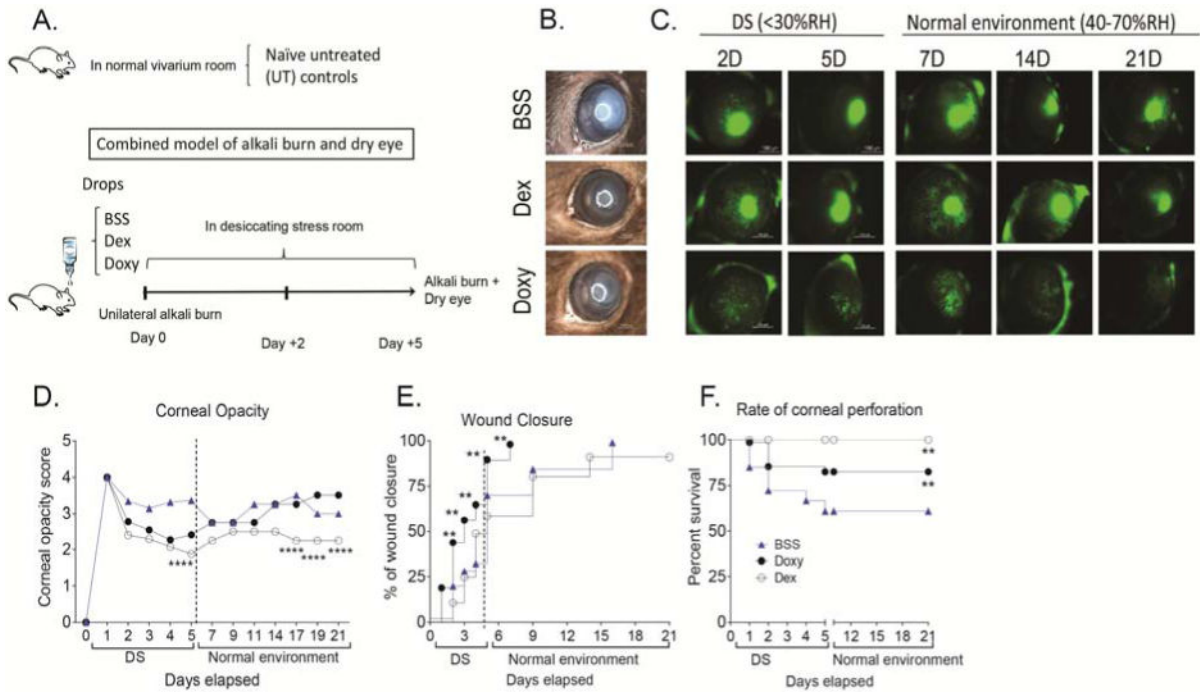 A.
In normal vivarium room
Naïve untreated
(UT) controls
Combined model of alkali burn and dry eye
Drops
BSS
Dex
Doxy
In desiccating stress room
Alkali burn +
Dry eye
Unilateral alkali burn
Day 0
Day +2
Day +5
B.
BSS
Dex
Doxy
C.
DS (<30%RH)
Normal environment (40-70%RH)
2D
5D
7D
14D
21D
D.
Corneal Opacity
Corneal opacity score
5
4
3
2
1
0
****
****
****
****
0 1 2 3 4 5 7 9 11 14 17 19 21
DS
Normal environment
Days elapsed
E.
Wound Closure
% of wound closure
100
75
50
25
0
**
**
**
**
**
0 3 6 9 12 15 18 21
DS
Normal environment
Days elapsed
F.
Rate of corneal perforation
Percent survival
100
75
50
25
0
**
**
BSS
Doxy
Dex
0 1 2 3 4 5 12 15 18 21
DS
Normal environment
Days elapsed